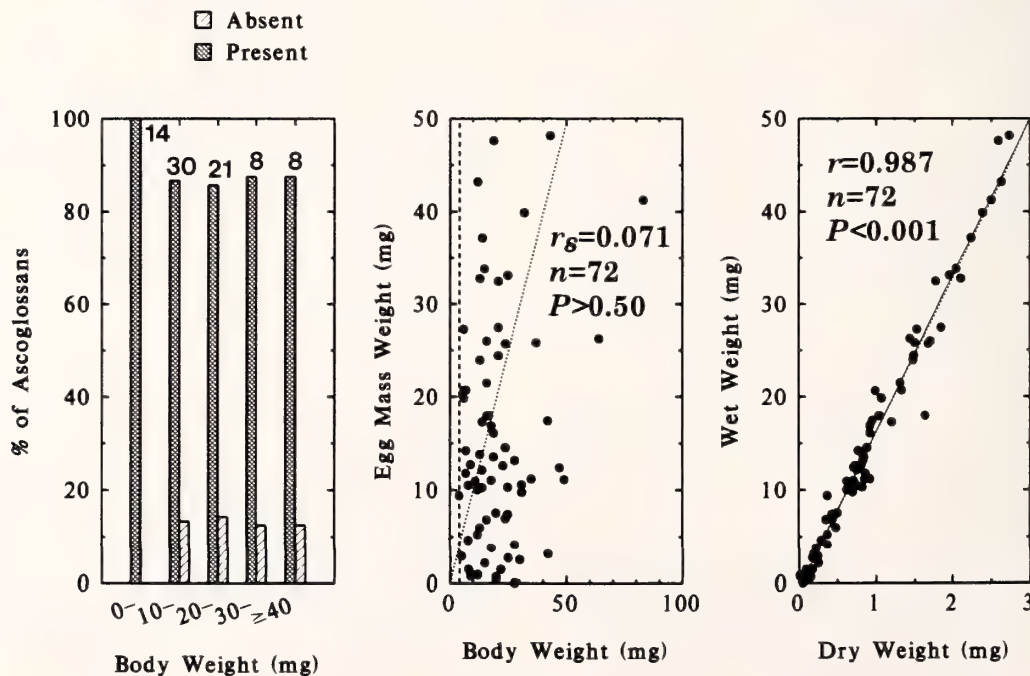 Absent
Present
% of Ascoglossans
100
80
60
40
20
0
14
30
21
8
8
0- 10- 20- 30- ≥40
Body Weight (mg)
Egg Mass Weight (mg)
50
40
30
20
10
0
rs=0.071
n=72
P>0.50
0 50 100
Body Weight (mg)
Wet Weight (mg)
50
40
30
20
10
0
r=0.987
n=72
P<0.001
0 1 2 3
Dry Weight (mg)